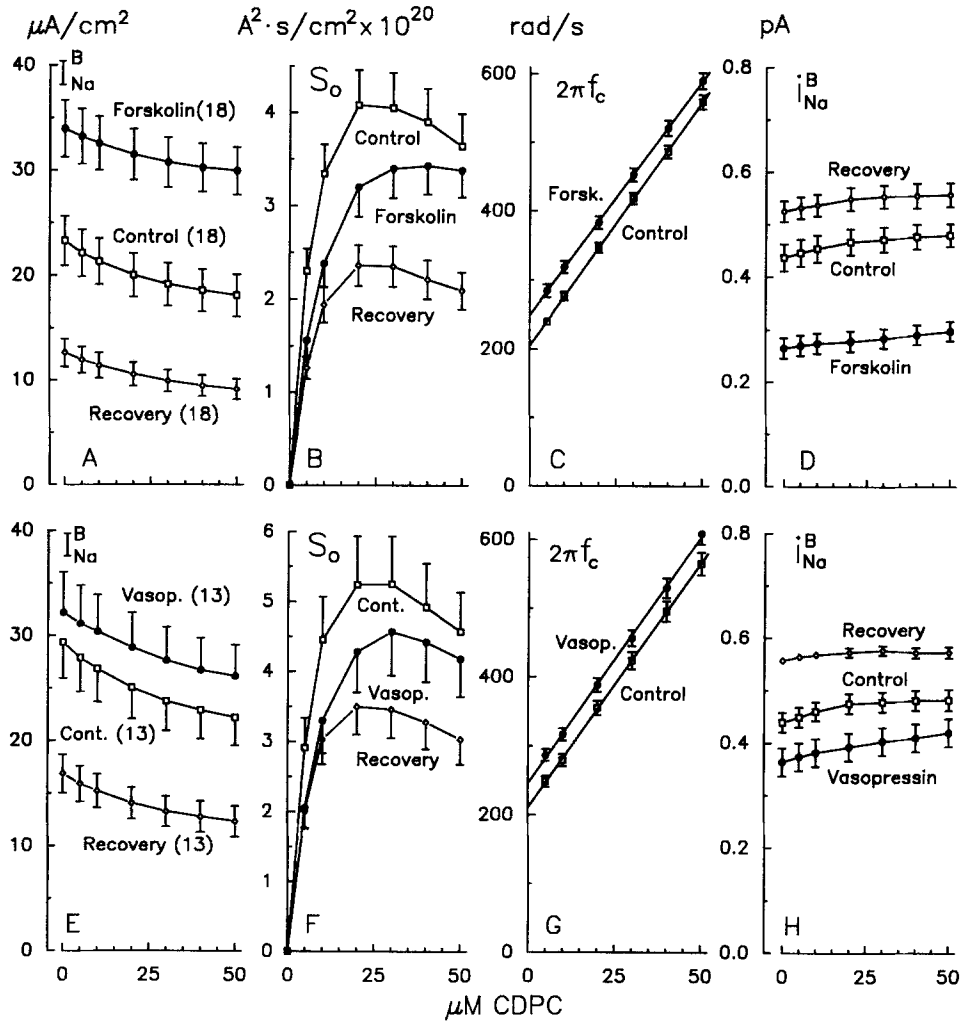 μA/cm² A²·s/cm²x10²⁰ rad/s pA
40
30
20
10
0
I^B_Na
Forskolin(18)
Control (18)
Recovery (18)
A
4
3
2
1
0
S_o
Control
Forskolin
Recovery
B
600
400
200
0
2πf_c
Forsk.
Control
C
0.8
0.6
0.4
0.2
0.0
i^B_Na
Recovery
Control
Forskolin
D
40
30
20
10
0
I^B_Na
Vasop. (13)
Cont. (13)
Recovery (13)
E
0 25 50
6
5
4
3
2
1
0
S_o
Cont.
Vasop.
Recovery
F
0 25 50
600
400
200
0
2πf_c
Vasop.
Control
G
0 25 50
0.8
0.6
0.4
0.2
0.0
i^B_Na
Recovery
Control
Vasopressin
H
0 25 50
μM CDPC